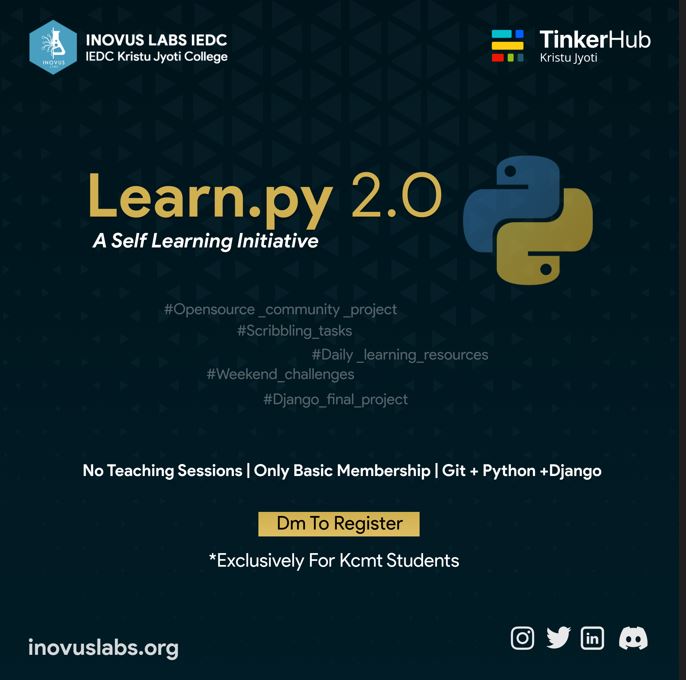 INOVUS LABS IEDC
IEDC Kristu Jyoti College
INOVUS
TinkerHub
Kristu Jyoti
Learn.py 2.0
A Self Learning Initiative
#Opensource _community _project
#Scribbling_tasks
#Daily _learning_resources
#Weekend_challenges
#Django_final_project
No Teaching Sessions | Only Basic Membership | Git + Python +Django
Dm To Register
*Exclusively For Kcmt Students
inovuslabs.org
in